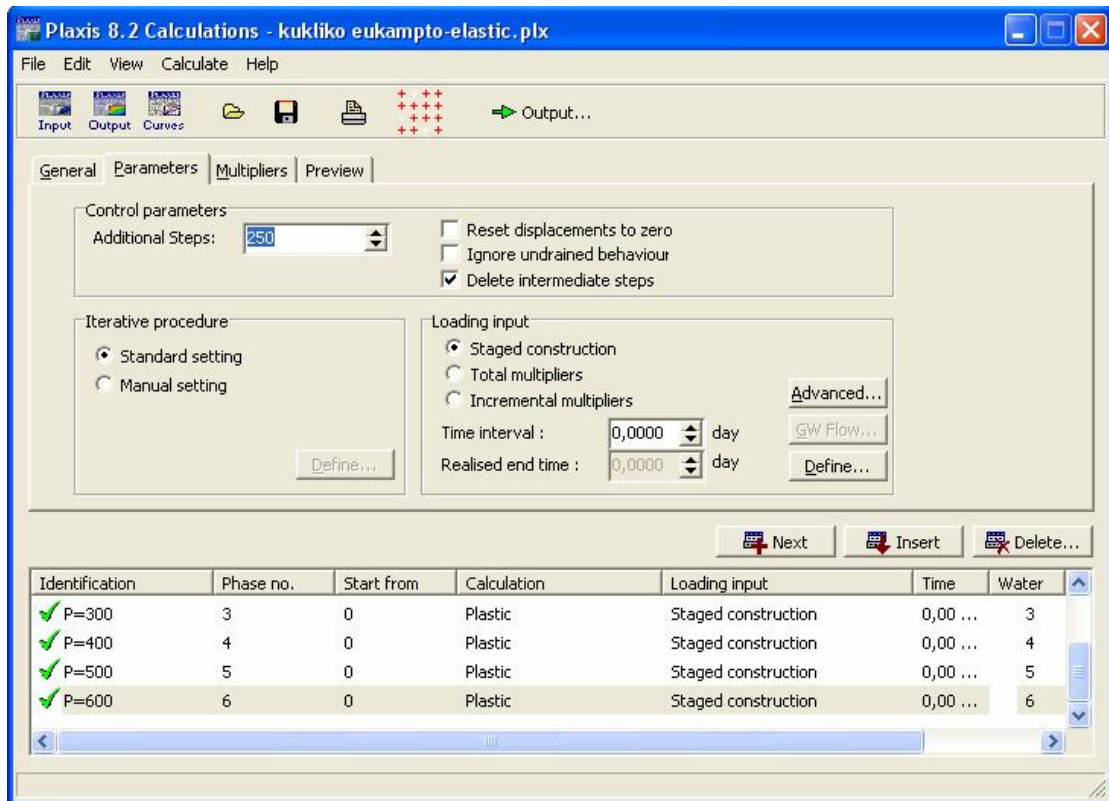 Plaxis 8.2 Calculations - kukliko eukampto-elastic.plx
File Edit View Calculate Help
Input Output Curves Output...
General Parameters Multipliers Preview
Control parameters
Additional Steps: 250
Reset displacements to zero
Ignore undrained behaviour
Delete intermediate steps
Iterative procedure
Standard setting
Manual setting
Define...
Loading input
Staged construction
Total multipliers
Incremental multipliers
Advanced...
Time interval : 0,0000 day
GW Flow...
Realised end time : 0,0000 day
Define...
Next Insert Delete...
Identification Phase no. Start from Calculation Loading input Time Water
P=300 3 0 Plastic Staged construction 0,00 ... 3
P=400 4 0 Plastic Staged construction 0,00 ... 4
P=500 5 0 Plastic Staged construction 0,00 ... 5
P=600 6 0 Plastic Staged construction 0,00 ... 6